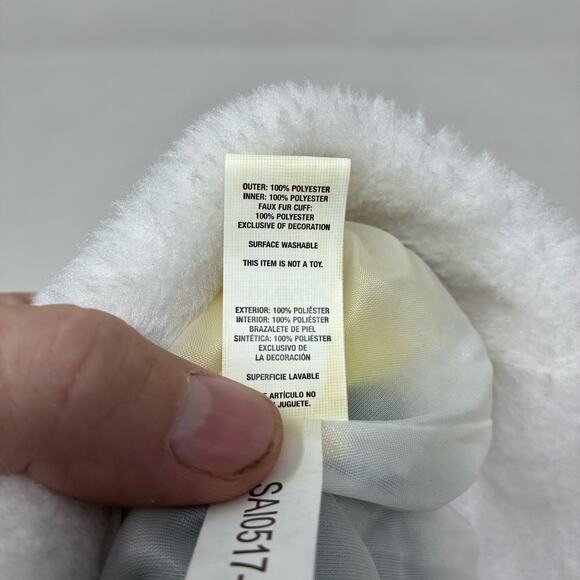 OUTER: 100% POLYESTER
INNER: 100% POLYESTER
FAUX FUR CUFF:
100% POLYESTER
EXCLUSIVE OF DECORATION
SURFACE WASHABLE
THIS ITEM IS NOT A TOY.
EXTERIOR: 100% POLIÉSTER
INTERIOR: 100% POLIÉSTER
BRAZALETE DE PIEL
SINTÉTICA: 100% POLIÉSTER
EXCLUSIVO DE
LA DECORACIÓN
SUPERFICIE LAVABLE
ARTÍCULO NO
JUGUETE.
SAI0517-